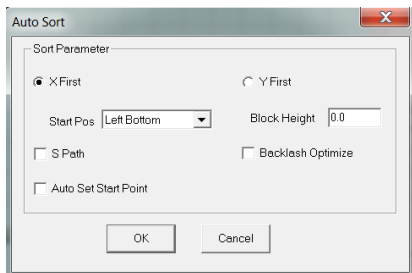 Auto Sort
Sort Parameter
X First
Y First
Start Pos Left Bottom
Block Height 0.0
S Path
Backlash Optimize
Auto Set Start Point
OK
Cancel